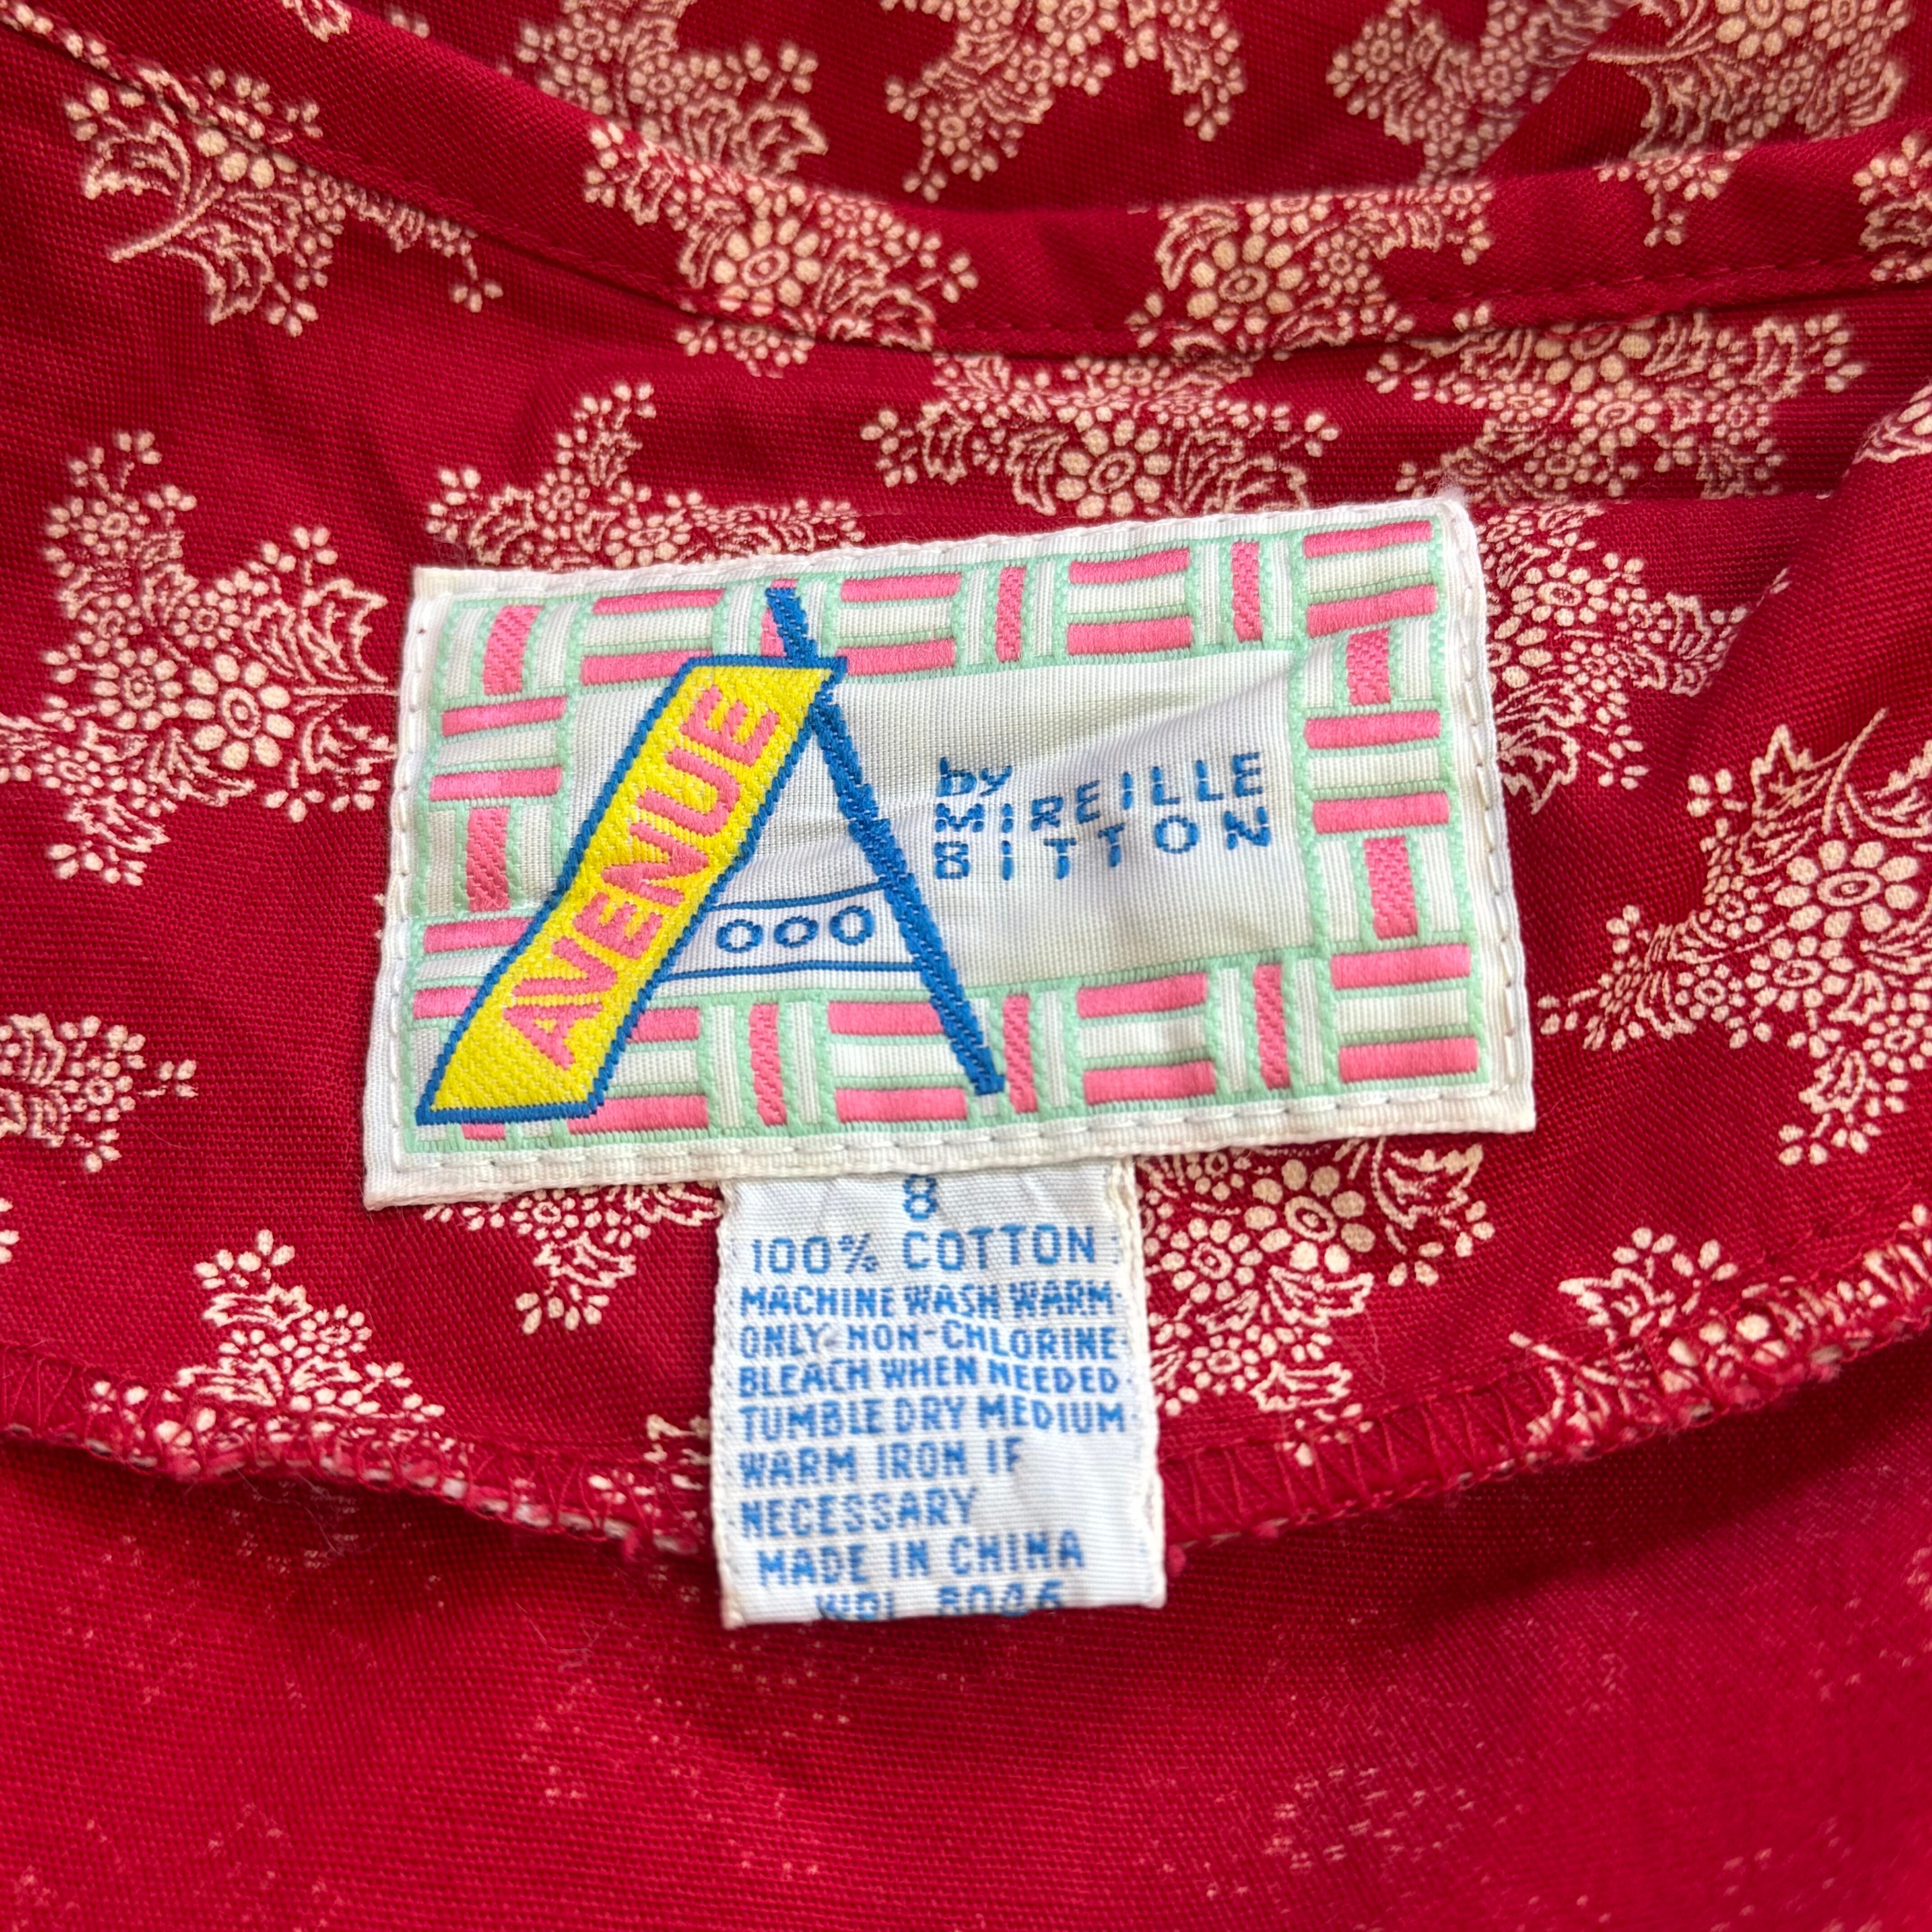 AVENUE
by
MIREILLE
BITTON
8
100% COTTON
MACHINE WASH WARM
ONLY NON-CHLORINE
BLEACH WHEN NEEDED
TUMBLE DRY MEDIUM
WARM IRON IF
NECESSARY
MADE IN CHINA